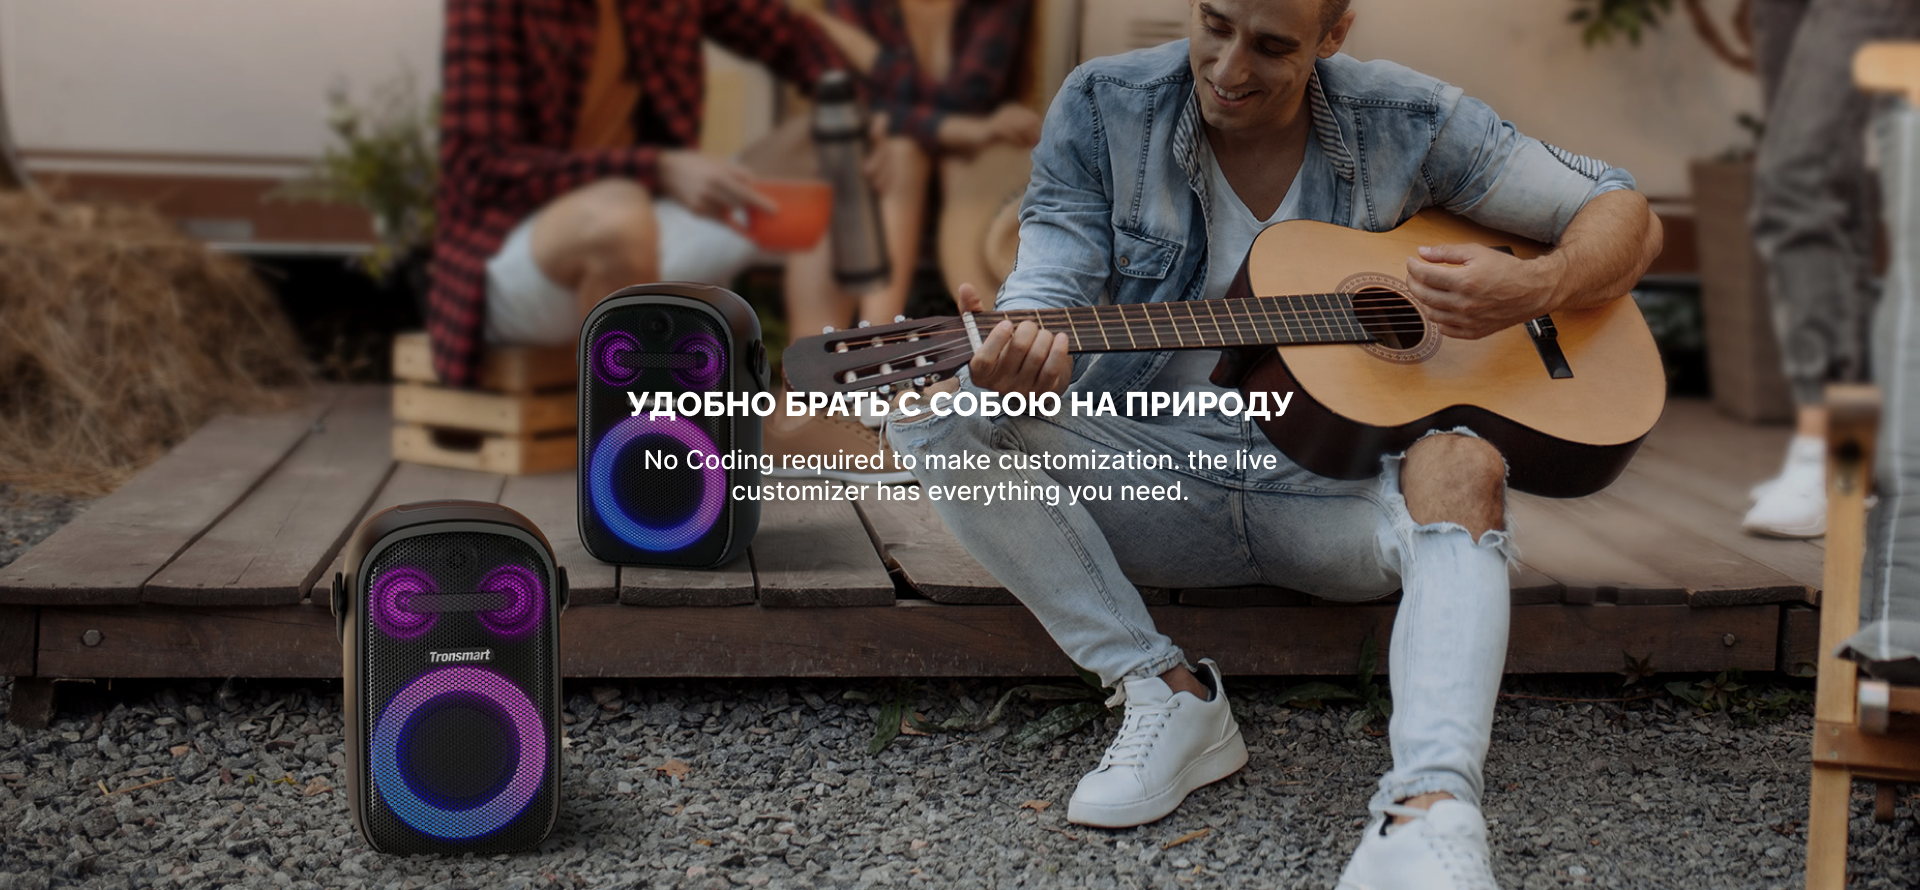 УДОБНО БРАТЬ С СОБОЮ НА ПРИРОДУ
No Coding required to make customization. the live
customizer has everything you need.
Tronsmart